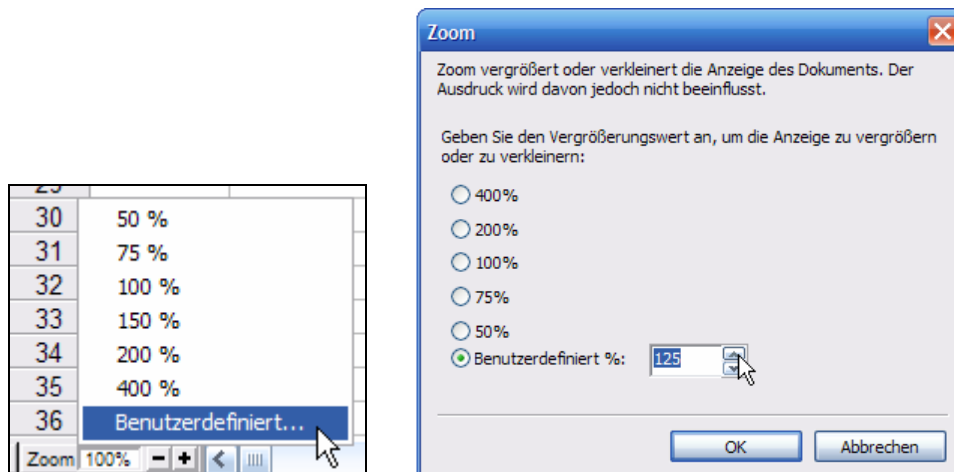 29
30 50 %
31 75 %
32 100 %
33 150 %
34 200 %
35 400 %
36 Benutzerdefiniert...
Zoom 100%
Zoom
Zoom vergrößert oder verkleinert die Anzeige des Dokuments. Der
Ausdruck wird davon jedoch nicht beeinflusst.
Geben Sie den Vergrößerungswert an, um die Anzeige zu vergrößern
oder zu verkleinern:
400%
200%
100%
75%
50%
Benutzerdefiniert %: 125
OK Abbrechen